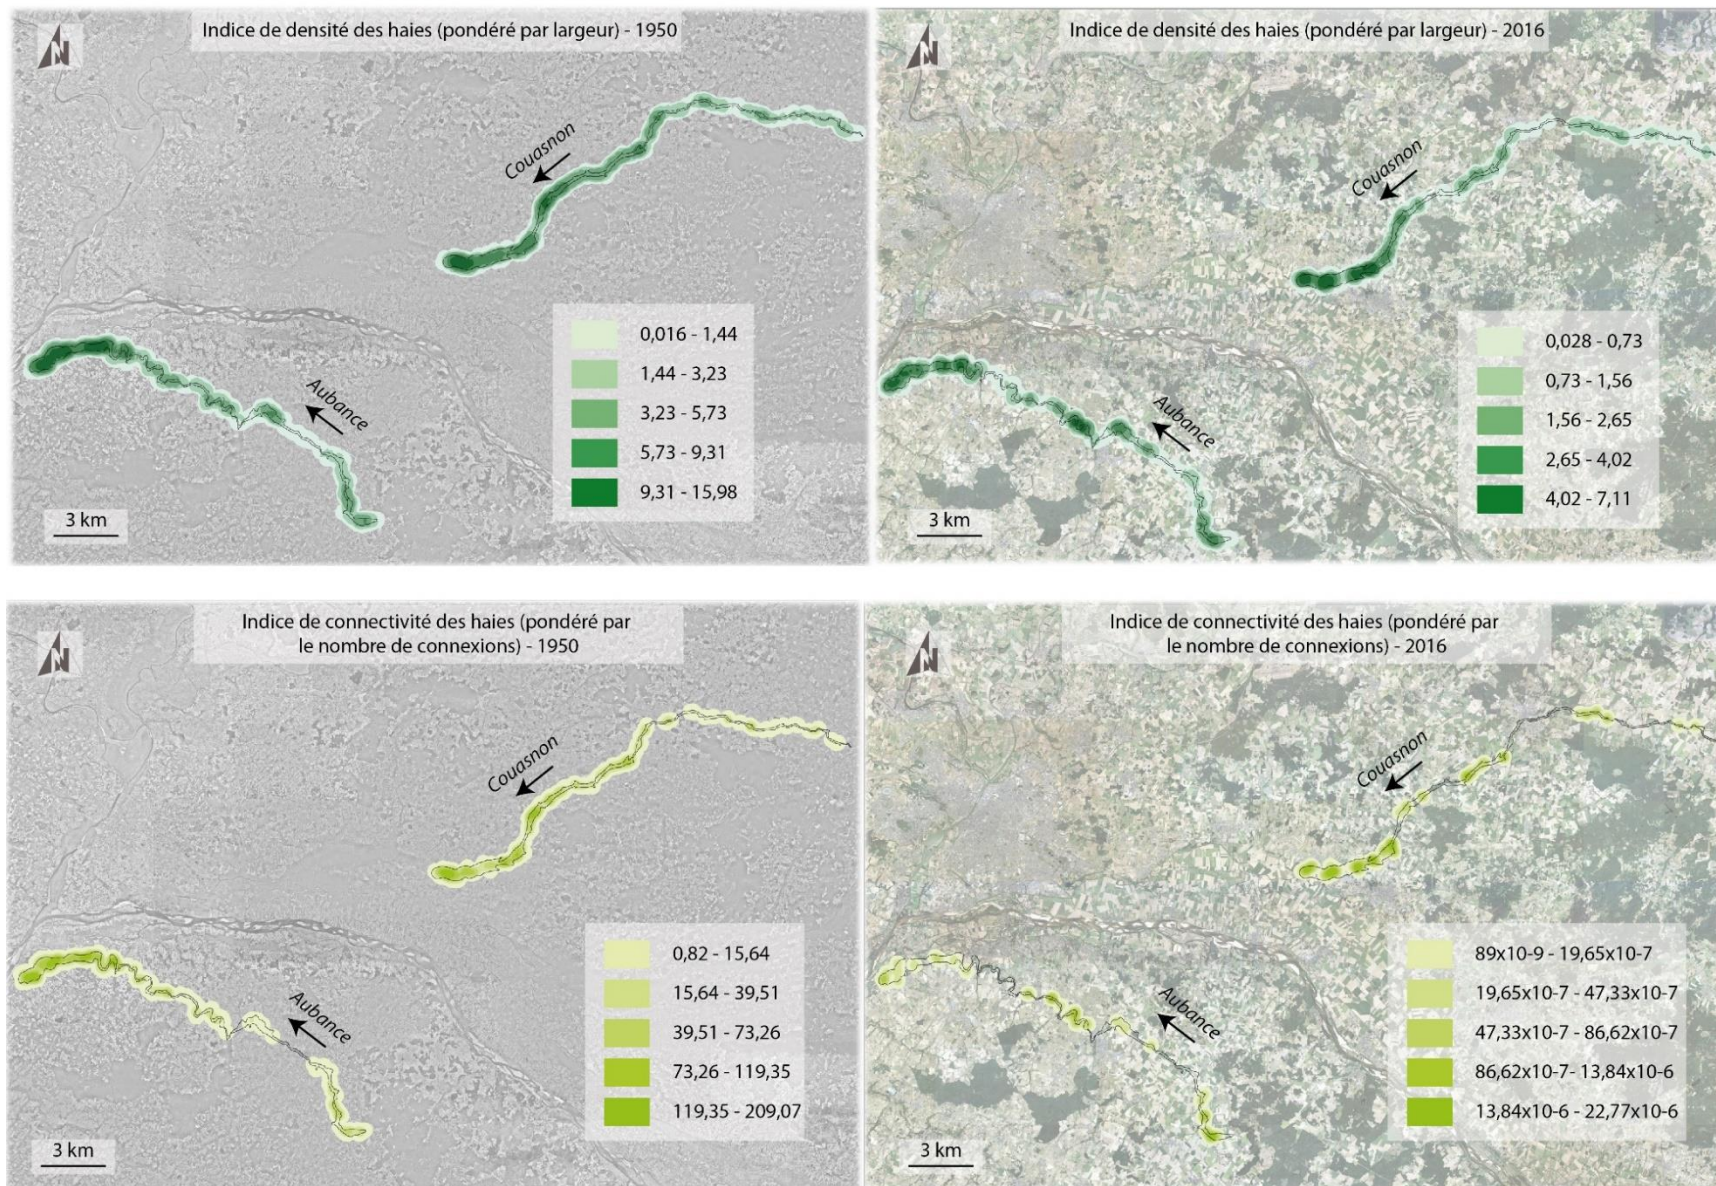 Indice de densité des haies (pondéré par largeur) - 1950
N
Couasnon
Aubance
0,016 - 1,44
1,44 - 3,23
3,23 - 5,73
5,73 - 9,31
9,31 - 15,98
3 km
Indice de densité des haies (pondéré par largeur) - 2016
N
Couasnon
Aubance
0,028 - 0,73
0,73 - 1,56
1,56 - 2,65
2,65 - 4,02
4,02 - 7,11
3 km
Indice de connectivité des haies (pondéré par
le nombre de connexions) - 1950
N
Couasnon
Aubance
0,82 - 15,64
15,64 - 39,51
39,51 - 73,26
73,26 - 119,35
119,35 - 209,07
3 km
Indice de connectivité des haies (pondéré par
le nombre de connexions) - 2016
N
Couasnon
Aubance
89x10-9 - 19,65x10-7
19,65x10-7 - 47,33x10-7
47,33x10-7 - 86,62x10-7
86,62x10-7- 13,84x10-6
13,84x10-6 - 22,77x10-6
3 km